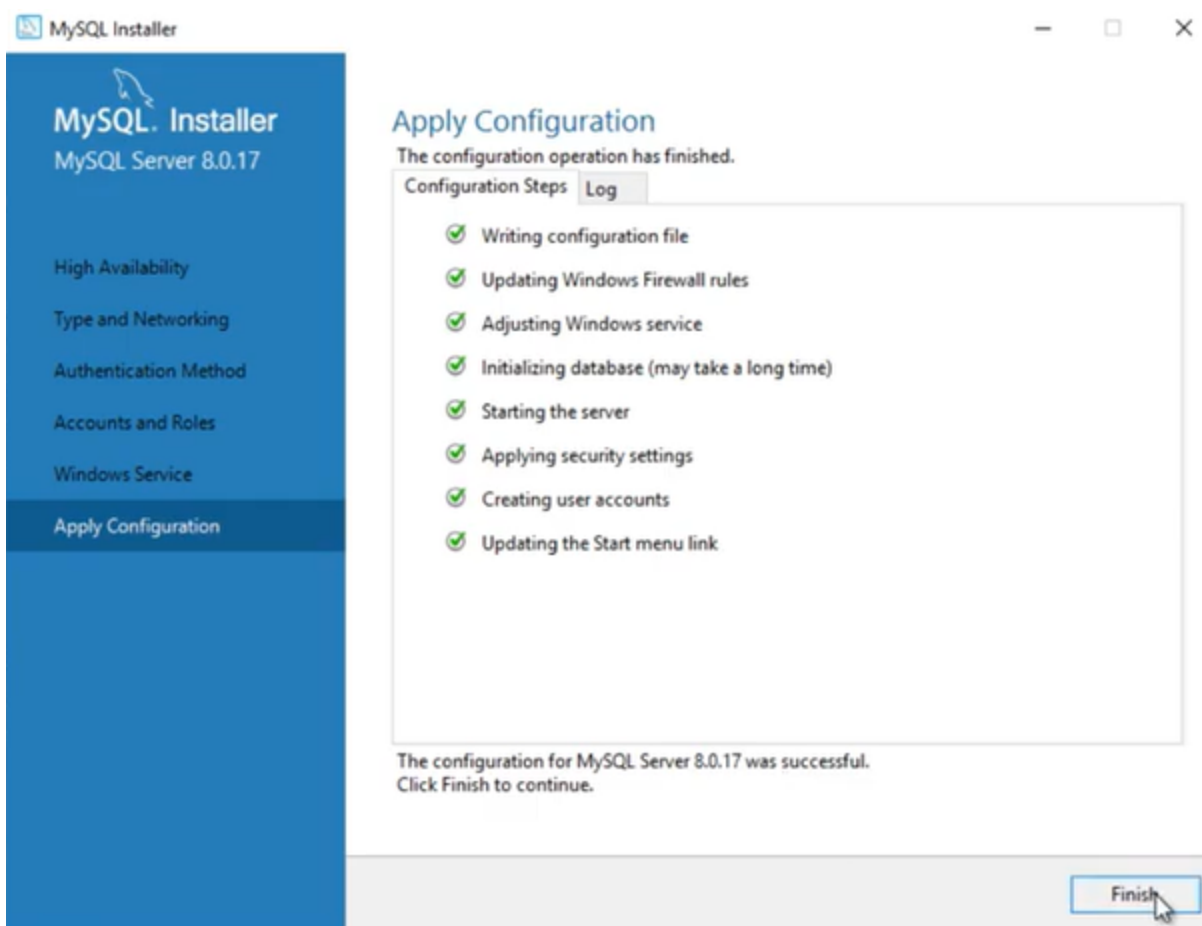 MySQL Installer
MySQL. Installer
MySQL Server 8.0.17
High Availability
Type and Networking
Authentication Method
Accounts and Roles
Windows Service
Apply Configuration
Apply Configuration
The configuration operation has finished.
Configuration Steps Log
Writing configuration file
Updating Windows Firewall rules
Adjusting Windows service
Initializing database (may take a long time)
Starting the server
Applying security settings
Creating user accounts
Updating the Start menu link
The configuration for MySQL Server 8.0.17 was successful.
Click Finish to continue.
Finish